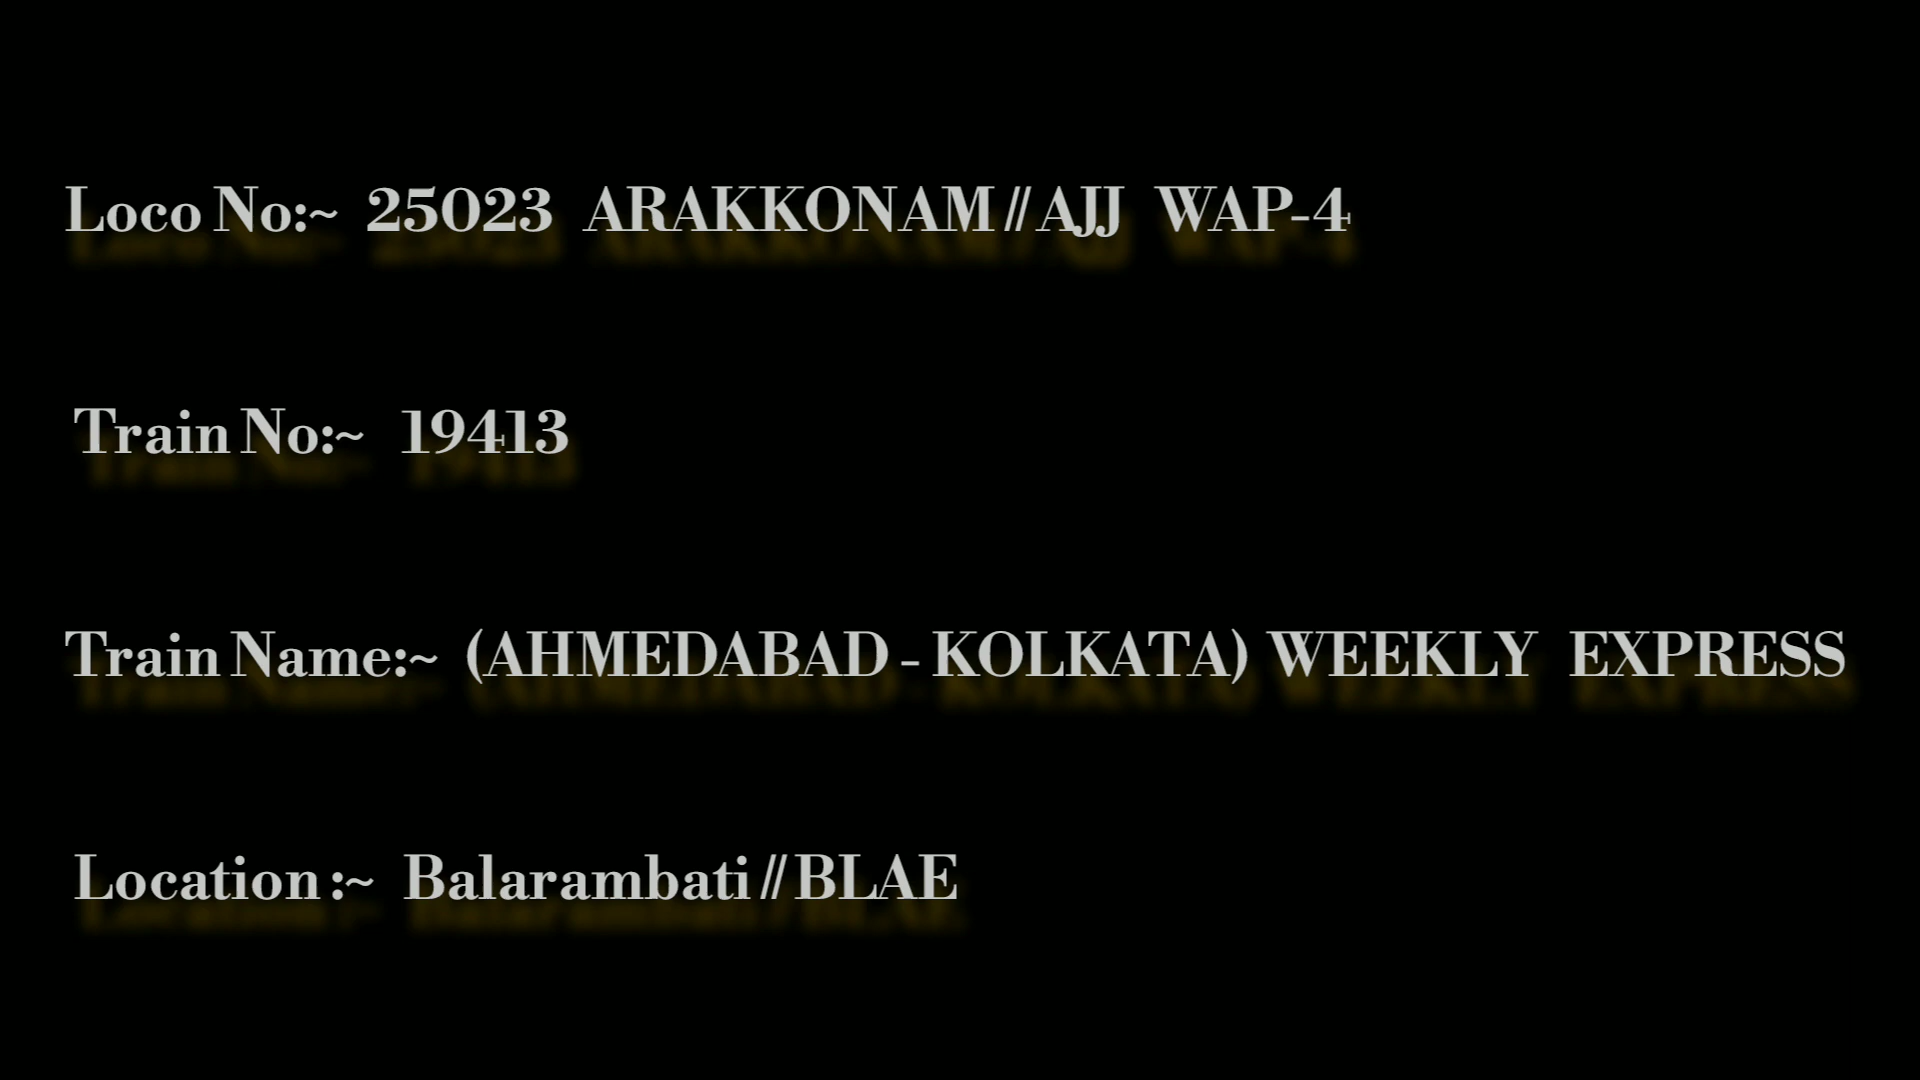 Loco No:~ 25023 ARAKKONAM//AJJ WAP-4
Train No:~ 19413
Train Name:~ (AHMEDABAD - KOLKATA) WEEKLY EXPRESS
Location :~ Balarambati//BLAE